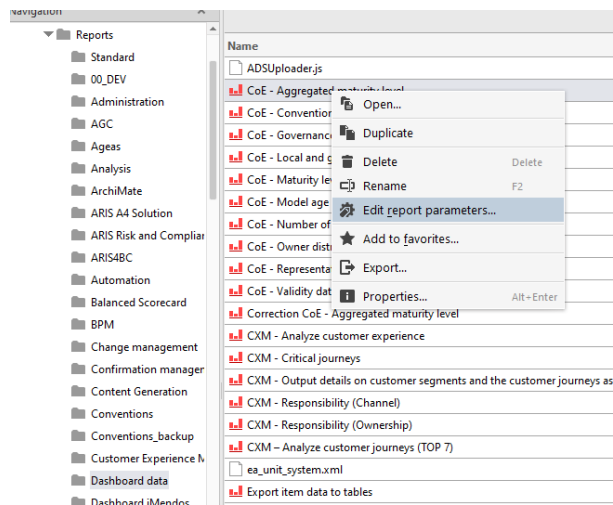 Navigation
Reports
Standard
00_DEV
Administration
AGC
Ageas
Analysis
ArchiMate
ARIS A4 Solution
ARIS Risk and Complian
ARIS4BC
Automation
Balanced Scorecard
BPM
Change management
Confirmation manager
Content Generation
Conventions
Conventions_backup
Customer Experience M
Dashboard data
Dashboard iMendos
Name
ADSUploader.js
CoE - Aggregated maturity level
CoE - Convention
CoE - Governance
CoE - Local and g
CoE - Maturity le
CoE - Model age
CoE - Number of
CoE - Owner dist
CoE - Representa
CoE - Validity dat
Correction CoE - Aggregated maturity level
CXM - Analyze customer experience
CXM - Critical journeys
CXM - Output details on customer segments and the customer journeys as
CXM - Responsibility (Channel)
CXM - Responsibility (Ownership)
CXM – Analyze customer journeys (TOP 7)
ea_unit_system.xml
Export item data to tables
Open...
Duplicate
Delete Delete
Rename F2
Edit report parameters...
Add to favorites...
Export...
Properties... Alt+Enter